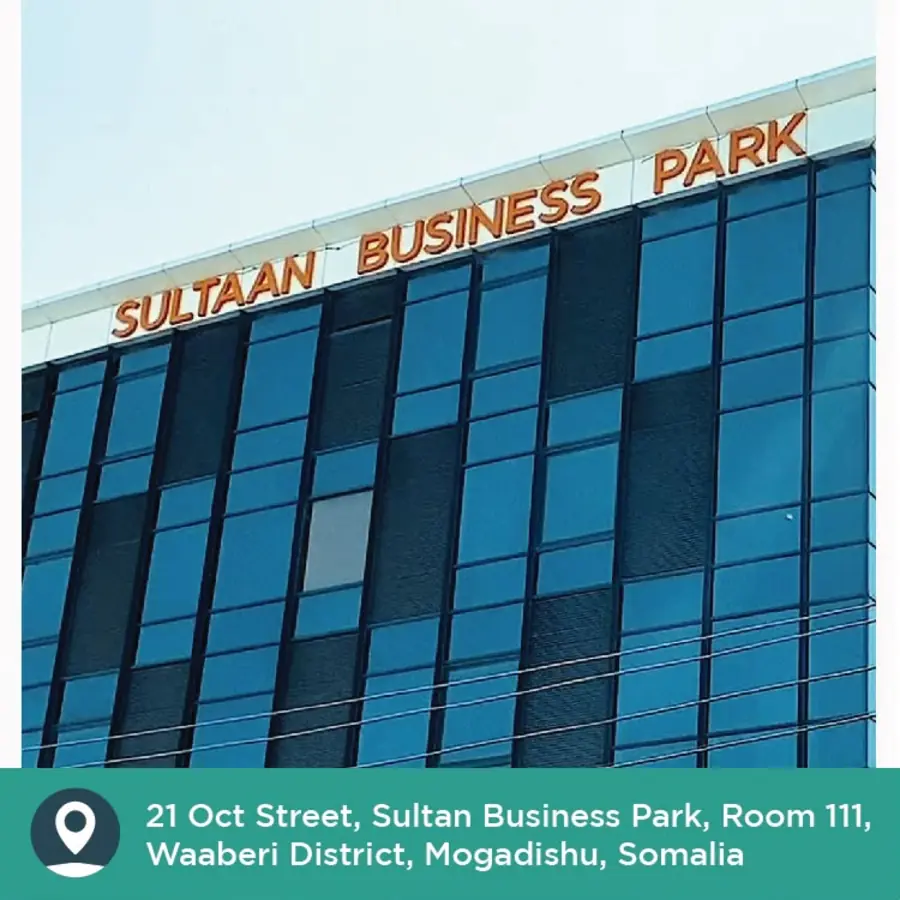 SULTAAN BUSINESS PARK
21 Oct Street, Sultan Business Park, Room 111,
Waaberi District, Mogadishu, Somalia